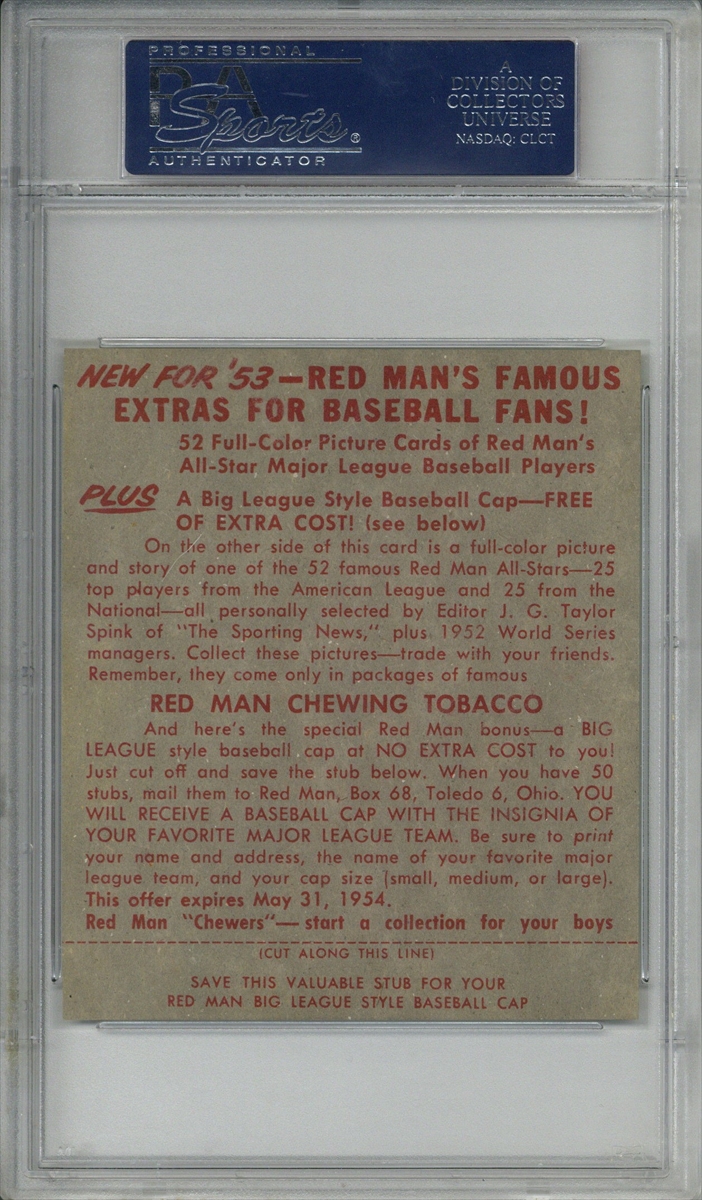 PROFESSIONAL
PSA
Sports®
AUTHENTICATOR
A
DIVISION OF
COLLECTORS
UNIVERSE
NASDAQ: CLCT
NEW FOR '53—RED MAN'S FAMOUS
EXTRAS FOR BASEBALL FANS!
52 Full-Color Picture Cards of Red Man's
All-Star Major League Baseball Players
PLUS A Big League Style Baseball Cap—FREE
OF EXTRA COST! (see below)
On the other side of this card is a full-color picture
and story of one of the 52 famous Red Man All-Stars—25
top players from the American League and 25 from the
National—all personally selected by Editor J. G. Taylor
Spink of "The Sporting News," plus 1952 World Series
managers. Collect these pictures—trade with your friends.
Remember, they come only in packages of famous
RED MAN CHEWING TOBACCO
And here's the special Red Man bonus—a BIG
LEAGUE style baseball cap at NO EXTRA COST to you!
Just cut off and save the stub below. When you have 50
stubs, mail them to Red Man, Box 68, Toledo 6, Ohio. YOU
WILL RECEIVE A BASEBALL CAP WITH THE INSIGNIA OF
YOUR FAVORITE MAJOR LEAGUE TEAM. Be sure to print
your name and address, the name of your favorite major
league team, and your cap size (small, medium, or large).
This offer expires May 31, 1954.
Red Man "Chewers"—start a collection for your boys
(CUT ALONG THIS LINE)
SAVE THIS VALUABLE STUB FOR YOUR
RED MAN BIG LEAGUE STYLE BASEBALL CAP